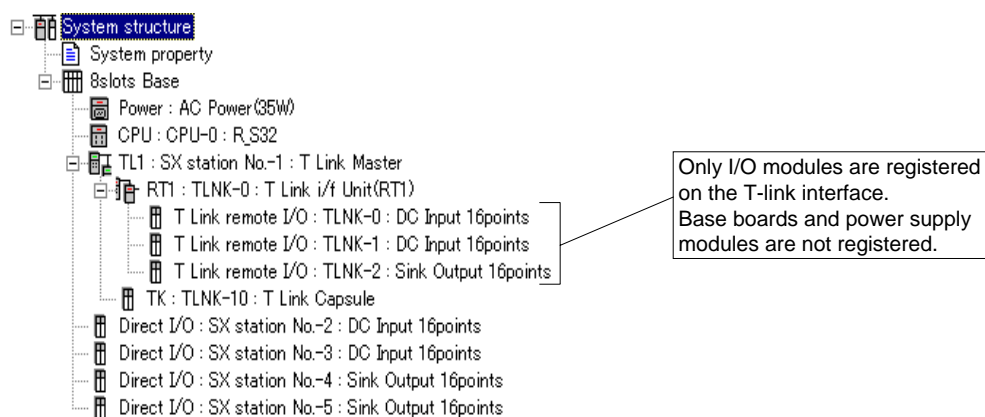 System structure
System property
8slots Base
Power : AC Power(35W)
CPU : CPU-0 : R_S32
TL1 : SX station No.-1 : T Link Master
RT1 : TLNK-0 : T Link i/f Unit(RT1)
T Link remote I/O : TLNK-0 : DC Input 16points
T Link remote I/O : TLNK-1 : DC Input 16points
T Link remote I/O : TLNK-2 : Sink Output 16points
TK : TLNK-10 : T Link Capsule
Direct I/O : SX station No.-2 : DC Input 16points
Direct I/O : SX station No.-3 : DC Input 16points
Direct I/O : SX station No.-4 : Sink Output 16points
Direct I/O : SX station No.-5 : Sink Output 16points
Only I/O modules are registered
on the T-link interface.
Base boards and power supply
modules are not registered.